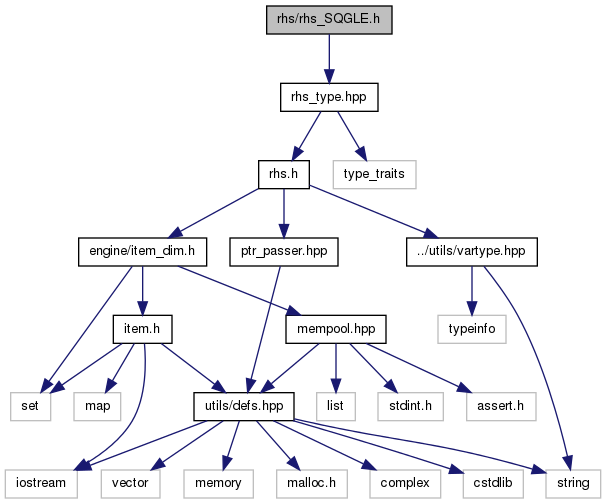 rhs/rhs_SQGLE.h
rhs_type.hpp
rhs.h
type_traits
engine/item_dim.h
ptr_passer.hpp
../utils/vartype.hpp
item.h
mempool.hpp
typeinfo
set
map
utils/defs.hpp
list
stdint.h
assert.h
iostream
vector
memory
malloc.h
complex
cstdlib
string